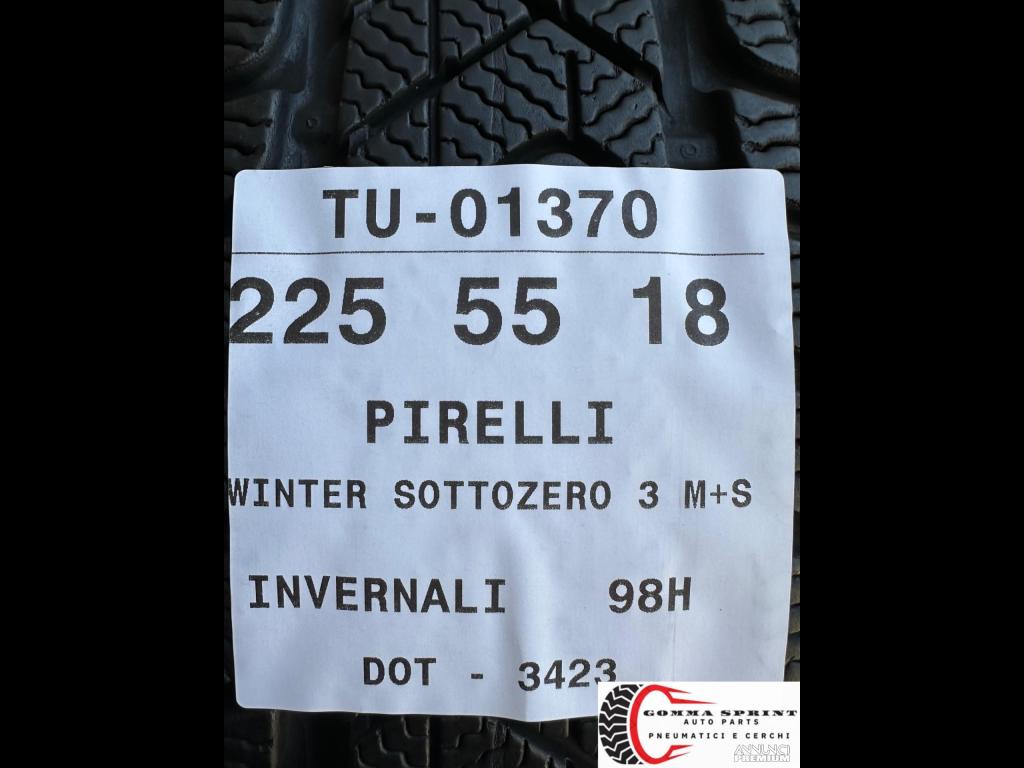 TU-01370
225 55 18
PIRELLI
WINTER SOTTOZERO 3 M+S
INVERNALI 98H
DOT - 3423
GOMMA SPRINT
AUTO PARTS
PNEUMATICI E CERCHI
ANNUNCI
PREMIUM